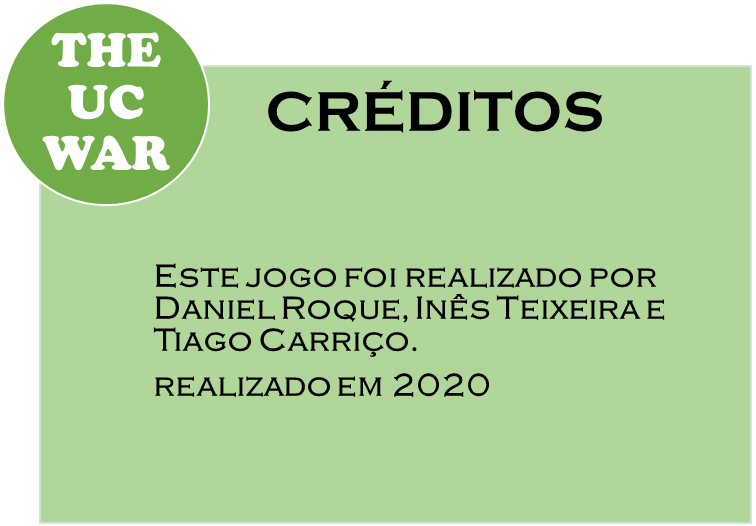 THE
UC
WAR
CRÉDITOS
ESTE JOGO FOI REALIZADO POR
DANIEL ROQUE, INÊS TEIXEIRA E
TIAGO CARRIÇO.
REALIZADO EM 2020